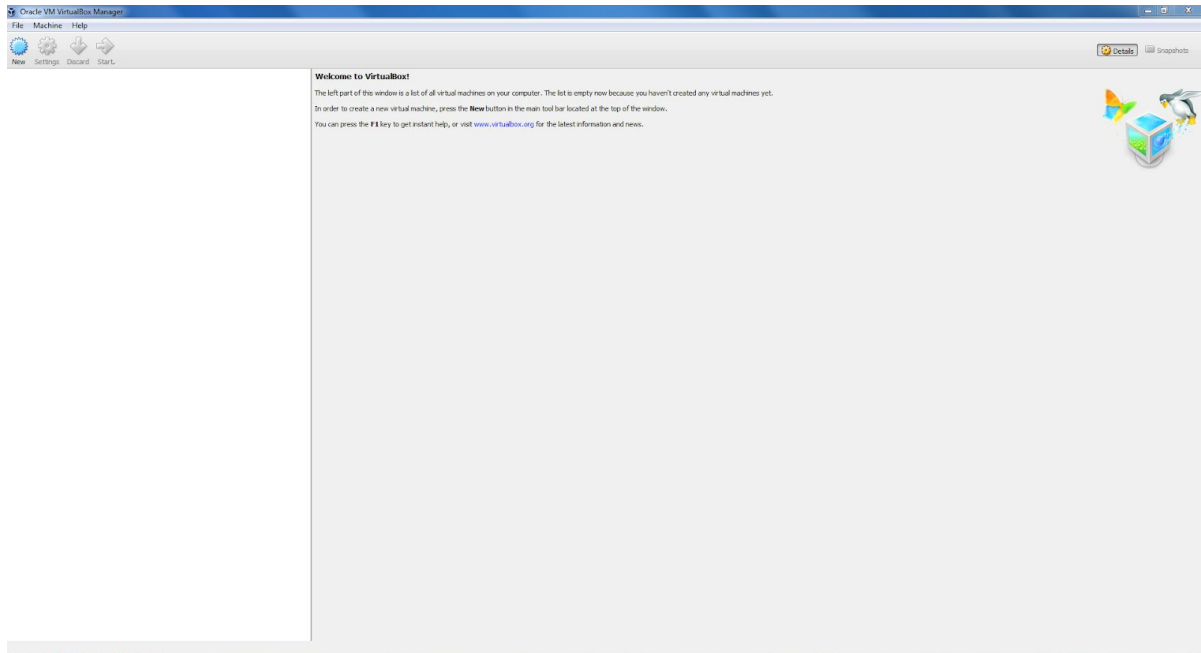 Oracle VM VirtualBox Manager
File Machine Help
New Settings Discard Start.
Details Snapshots
Welcome to VirtualBox!
The left part of this window is a list of all virtual machines on your computer. The list is empty now because you haven't created any virtual machines yet.
In order to create a new virtual machine, press the New button in the main tool bar located at the top of the window.
You can press the F1 key to get instant help, or visit www.virtualbox.org for the latest information and news.